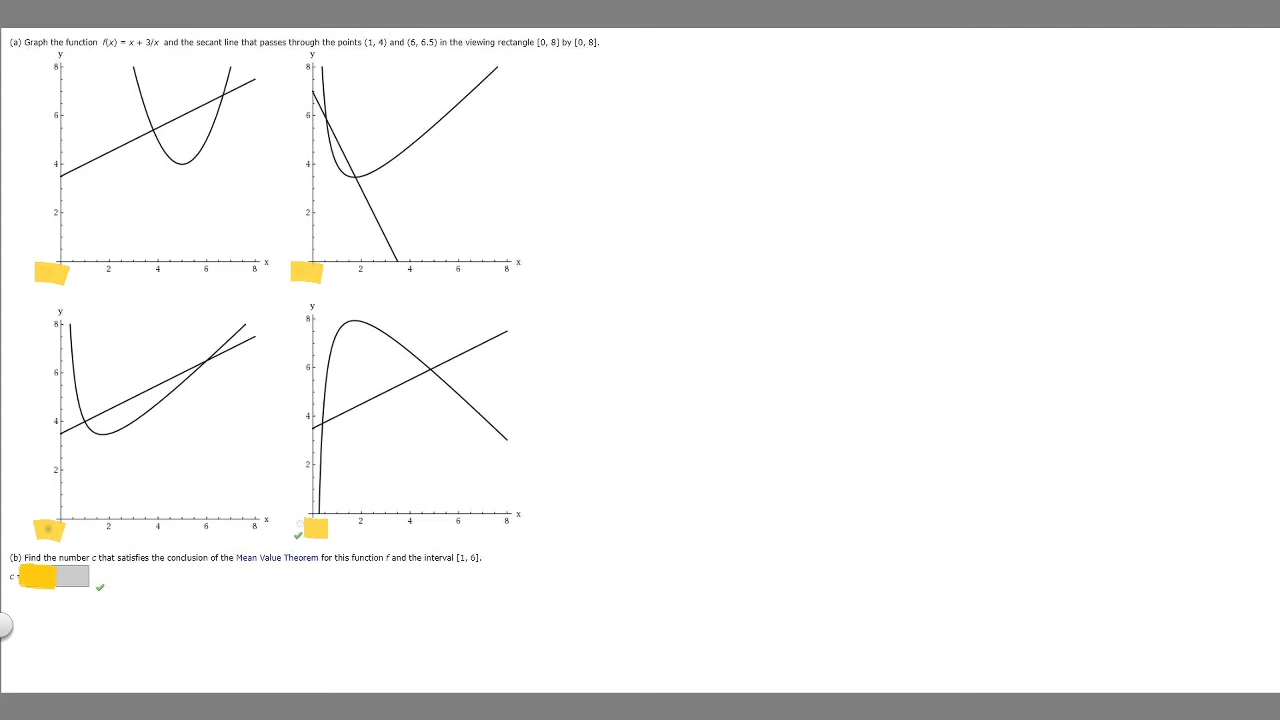 (a) Graph the function f(x) = x + 3/x and the secant line that passes through the points (1, 4) and (6, 6.5) in the viewing rectangle [0, 8] by [0, 8].
y y
8 8
6 6
4 4
2 2
2 4 6 8 x 2 4 6 8 x
y y
8 8
6 6
4 4
2 2
2 4 6 8 x 2 4 6 8 x
(b) Find the number c that satisfies the conclusion of the Mean Value Theorem for this function f and the interval [1, 6].
c =